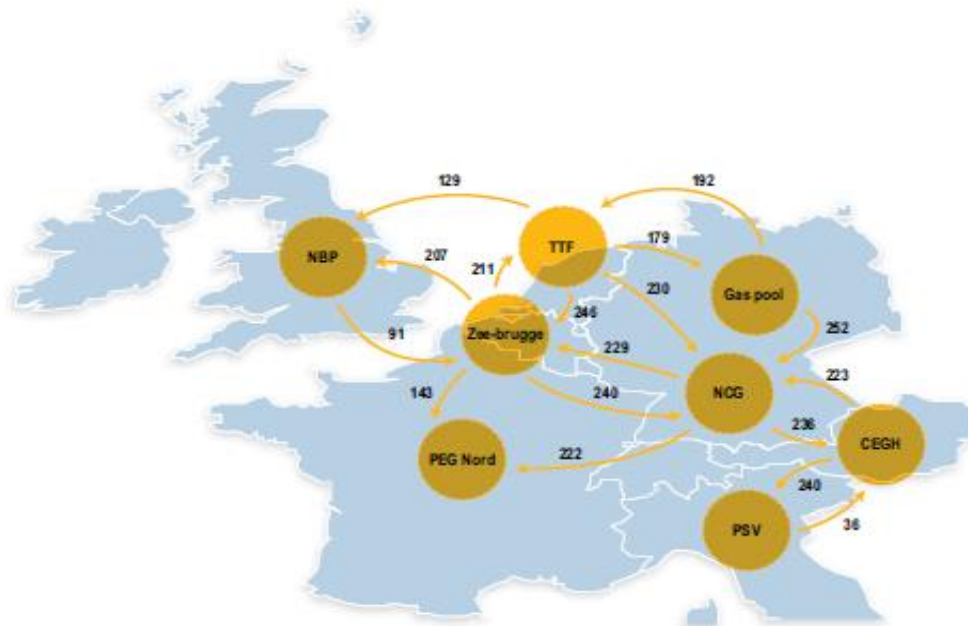 129
192
TTF
179
NBP
207
211
230
Gas pool
246
Zee-brugge
252
91
229
223
143
240
NCG
236
CEGH
PEG Nord
222
240
PSV
36